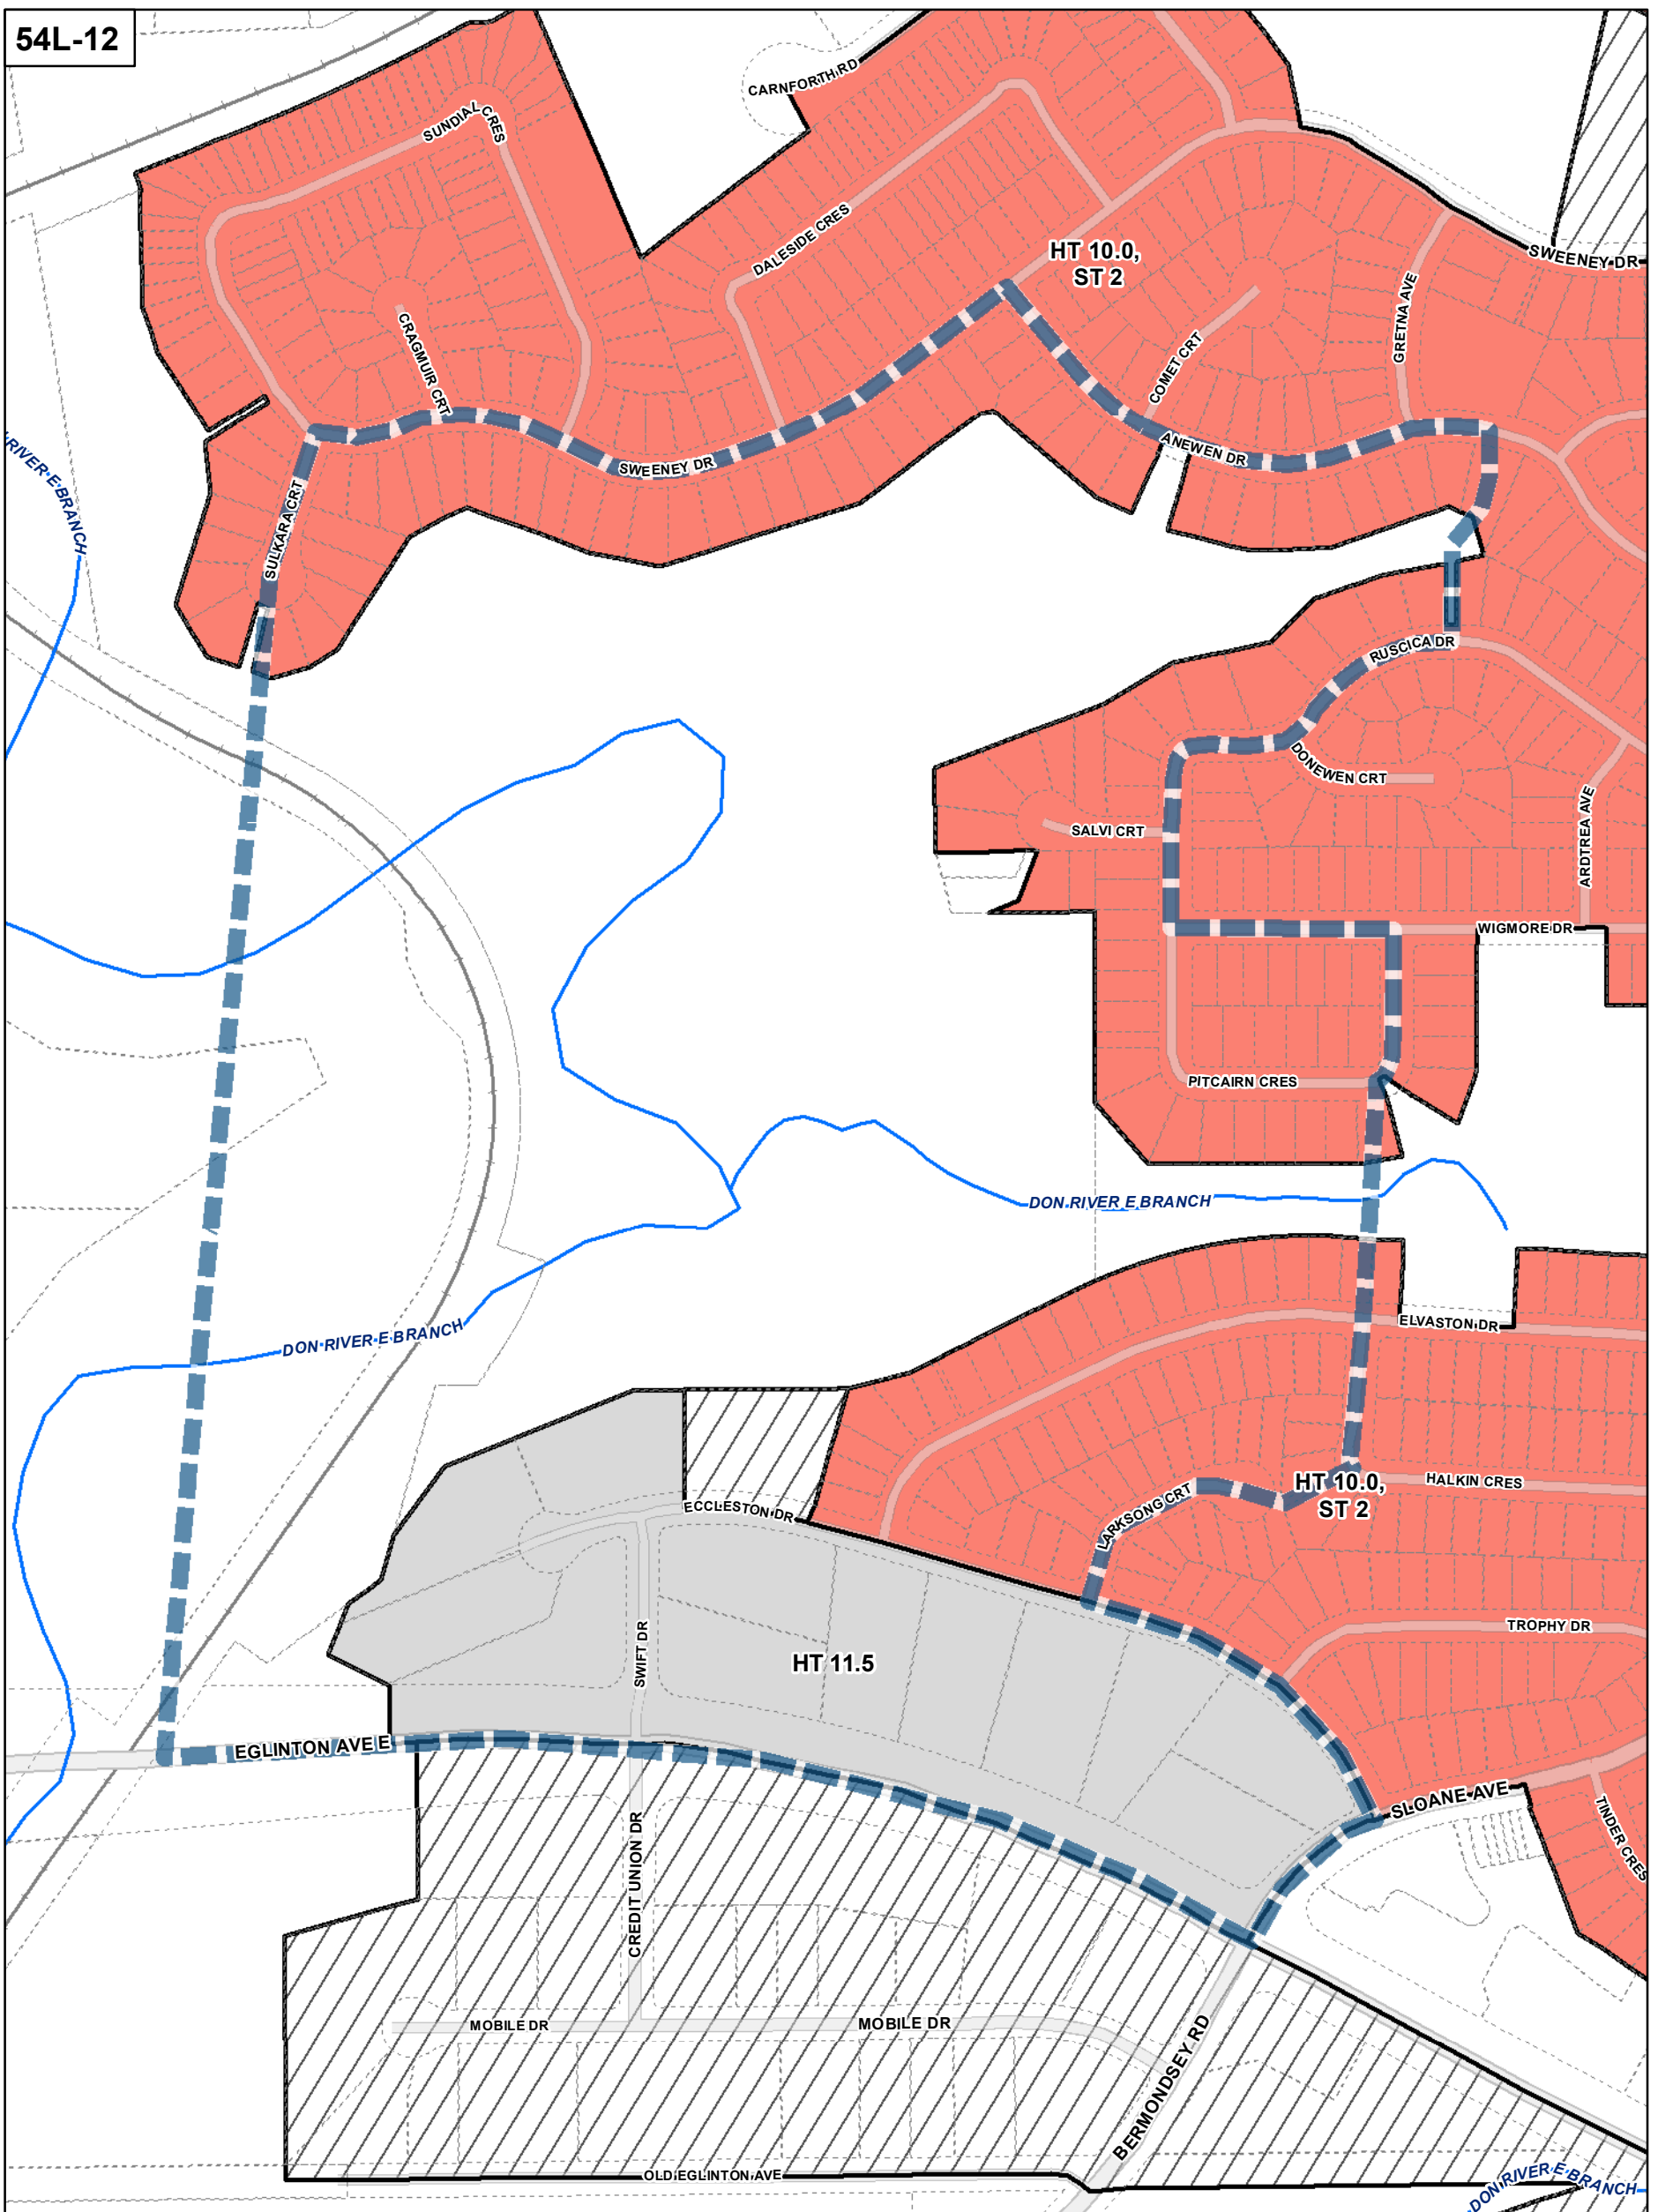 54L-12
CARNFORTH RD
SUNDIAL CRES
DALESIDE CRES
HT 10.0,
ST 2
SWEENEY DR
GRETNA AVE
CRAGMUIR CRT
COMET CRT
RIVER E BRANCH
ANEWEN DR
SWEENEY DR
SULKARA CRT
RUSCICA DR
DONEWEN CRT
SALVI CRT
ARDTREA AVE
WIGMORE DR
PITCAIRN CRES
DON RIVER E BRANCH
ELVASTON DR
DON RIVER E BRANCH
HT 10.0,
ST 2
HALKIN CRES
LARKSONG CRT
ECCLESTON DR
TROPHY DR
SWIFT DR
HT 11.5
EGLINTON AVE E
SLOANE AVE
TINDER CRES
CREDIT UNION DR
MOBILE DR
MOBILE DR
BERMONDSEY RD
OLD EGLINTON AVE
DON RIVER E BRANCH